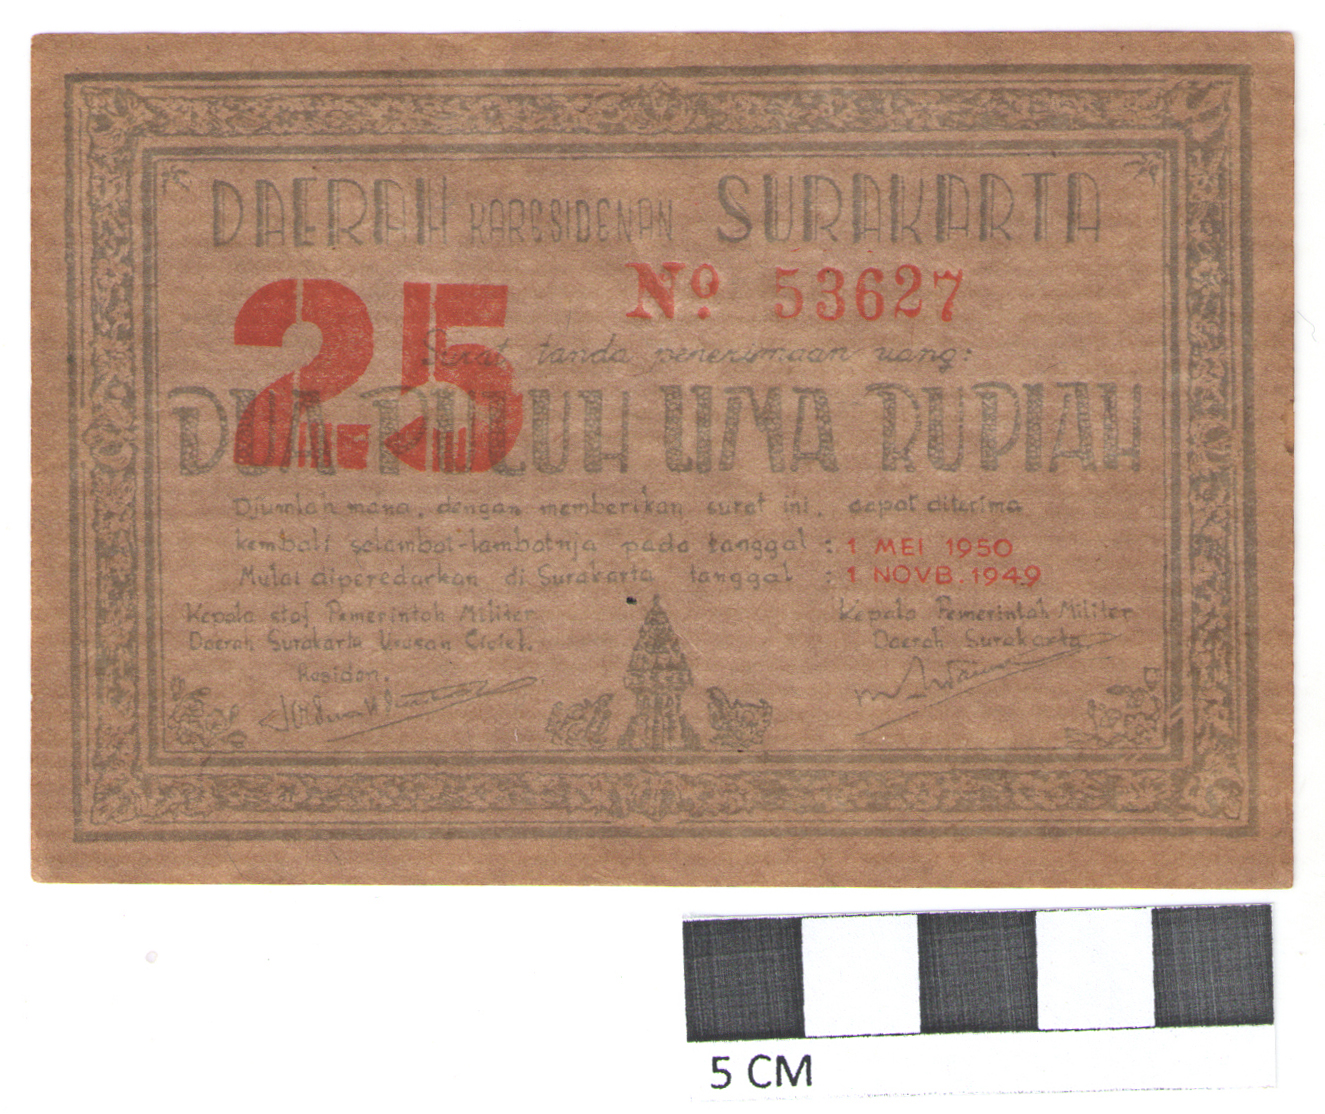 DAERAH KARESIDENAN SURAKARTA
25
No 53627
Surat tanda penerimaan uang:
DUA PULUH LIMA RUPIAH
Djumlah mana, dengan memberikan surat ini, dapat diterima
kembali selambat-lambatnja pada tanggal : 1 MEI 1950
Mulai diperedarkan di Surakarta tanggal : 1 NOVB. 1949
Kepala staf Pemerintah Militer
Daerah Surakarta Urusan Civiel.
Residen.
Kepala Pemerintah Militer
Daerah Surakarta
5 CM